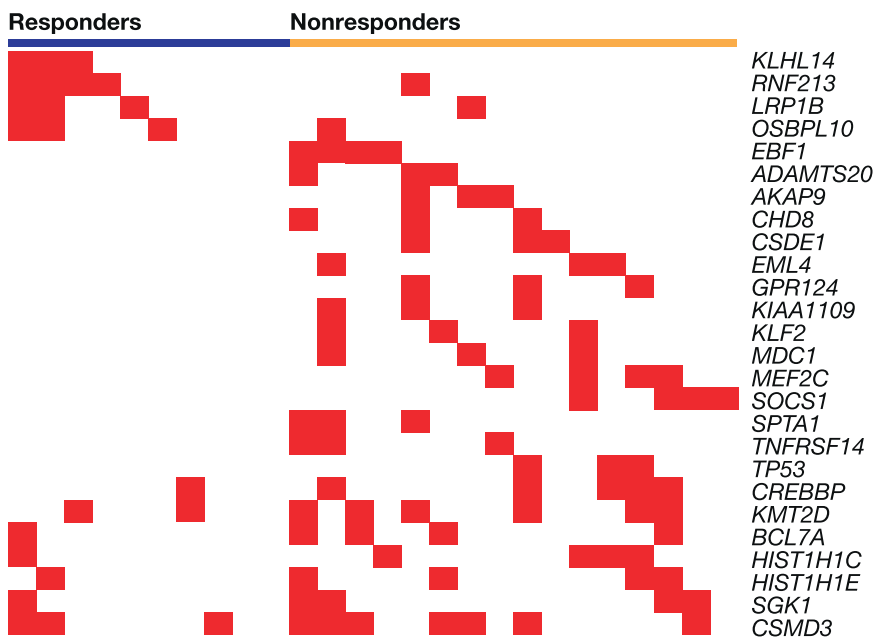 Responders
Nonresponders
KLHL14
RNF213
LRP1B
OSBPL10
EBF1
ADAMTS20
AKAP9
CHD8
CSDE1
EML4
GPR124
KIAA1109
KLF2
MDC1
MEF2C
SOCS1
SPTA1
TNFRSF14
TP53
CREBBP
KMT2D
BCL7A
HIST1H1C
HIST1H1E
SGK1
CSMD3